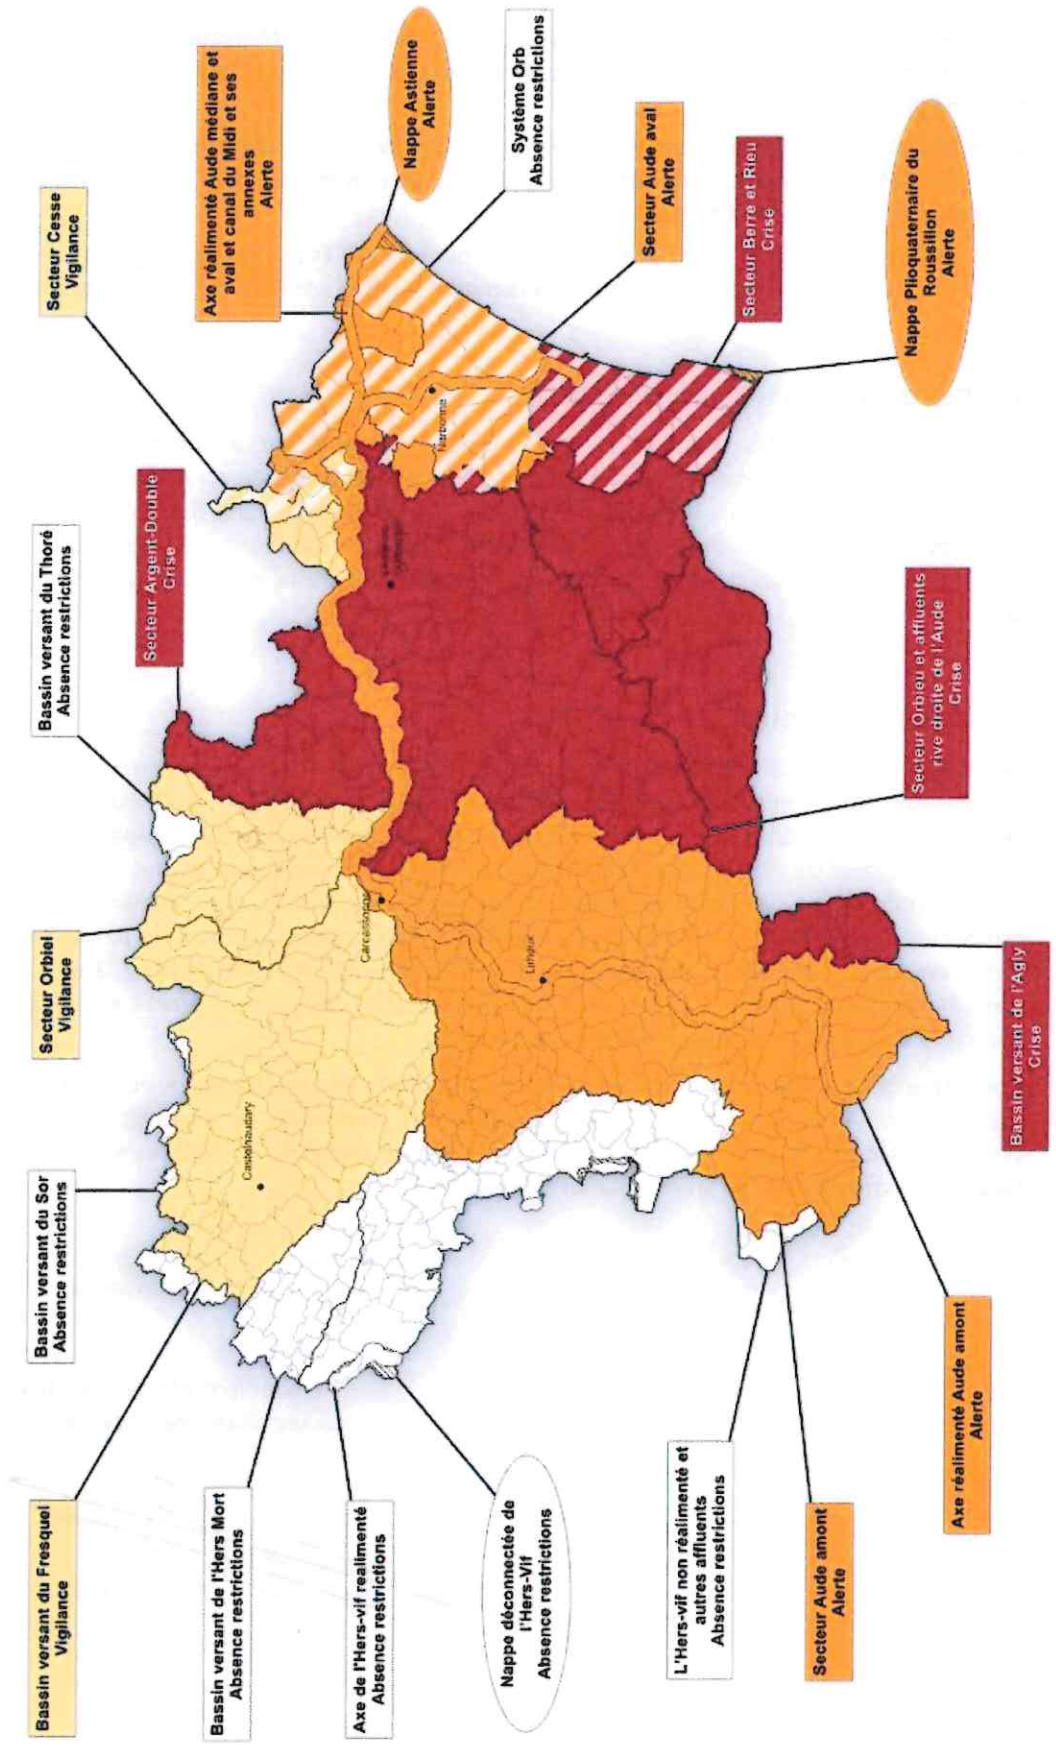 Bassin versant du Fresquel
Vigilance
Bassin versant du Sor
Absence restrictions
Secteur Orbiel
Vigilance
Bassin versant du Thoré
Absence restrictions
Secteur Argent-Double
Crise
Secteur Cesse
Vigilance
Axe réalimenté Aude médiane et
aval et canal du Midi et ses
annexes
Alerte
Nappe Astienne
Alerte
Système Orb
Absence restrictions
Secteur Aude aval
Alerte
Secteur Berre et Rieu
Crise
Nappe Plioquaternaire du
Roussillon
Alerte
Castelnaudary
Carcassonne
Limoux
Narbonne
Bassin versant de l'Hers Mort
Absence restrictions
Axe de l'Hers-vif realimenté
Absence restrictions
Nappe déconnectée de
l'Hers-Vif
Absence restrictions
L'Hers-vif non réalimenté et
autres affluents
Absence restrictions
Secteur Aude amont
Alerte
Axe réalimenté Aude amont
Alerte
Bassin versant de l'Agly
Crise
Secteur Orbieu et affluents
rive droite de l'Aude
Crise